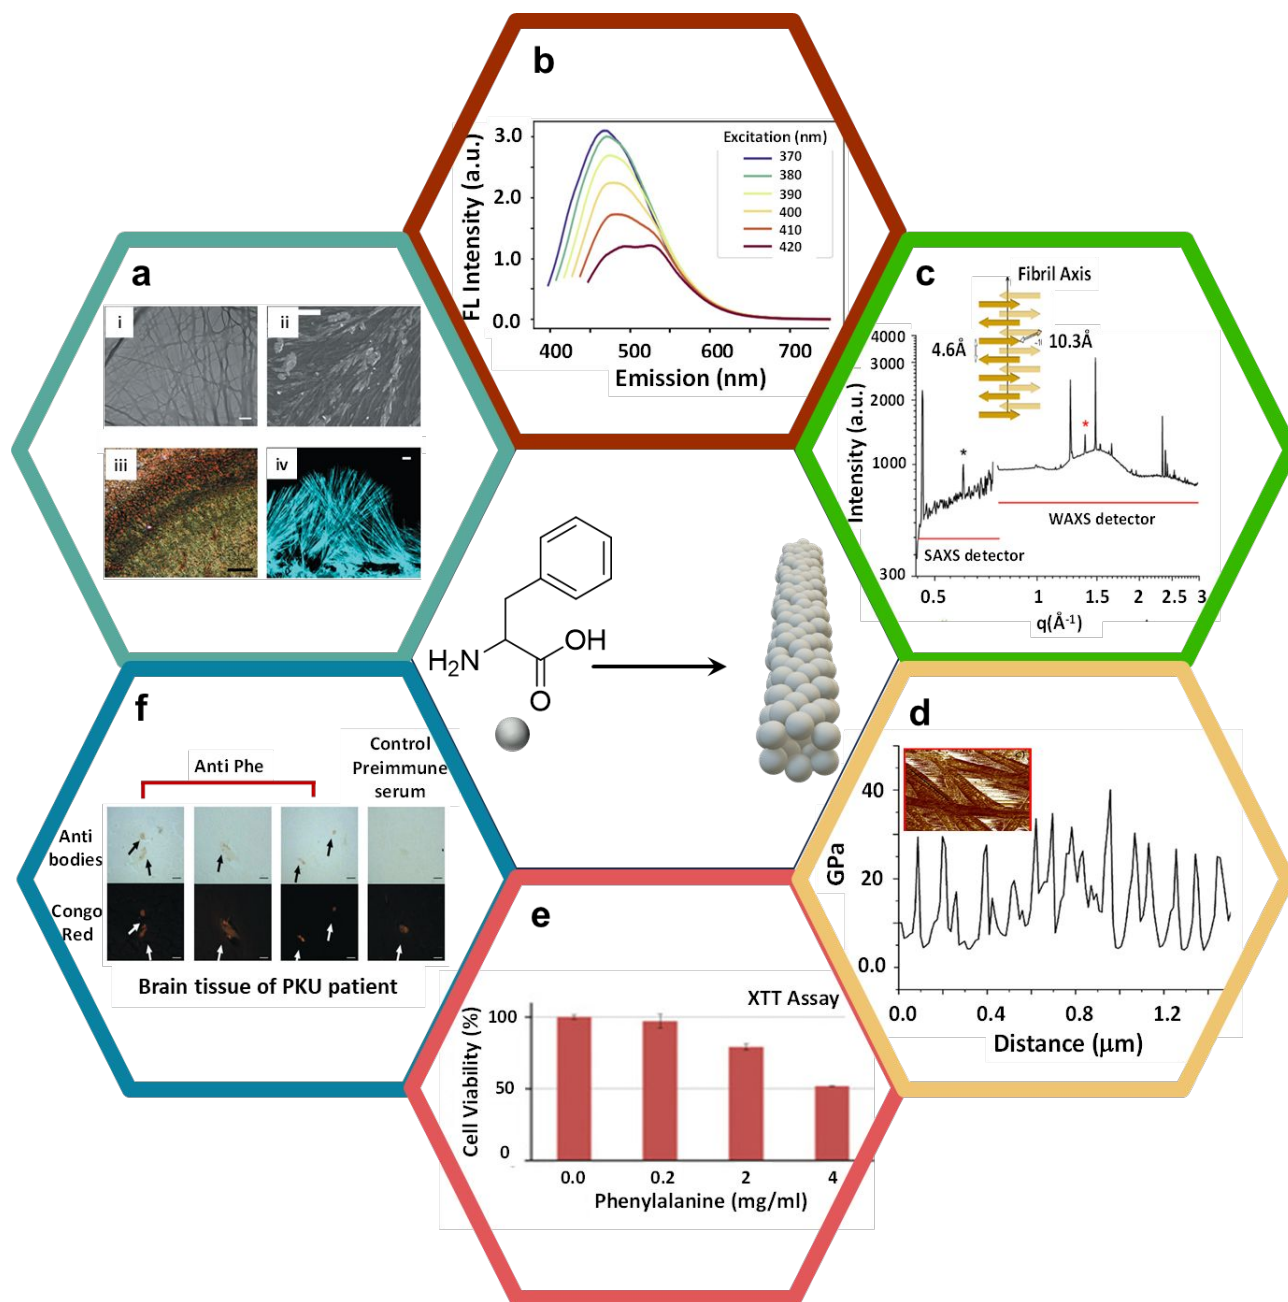 b
3.0
2.0
1.0
0.0
FL Intensity (a.u.)
Excitation (nm)
370
380
390
400
410
420
400
500
600
700
Emission (nm)
a
i
ii
iii
iv
c
Fibril Axis
4.6Å
10.3Å
4000
3000
2000
1000
300
Intensity (a.u.)
*
*
WAXS detector
SAXS detector
0.5
1
1.5
2
2.5
3
q(Å-1)
H2N
OH
O
f
Anti Phe
Control
Preimmune
serum
Anti
bodies
Congo
Red
Brain tissue of PKU patient
d
40
20
0.0
GPa
0.0
0.4
0.8
1.2
Distance (μm)
e
XTT Assay
100
50
0
Cell Viability (%)
0.0
0.2
2
4
Phenylalanine (mg/ml)